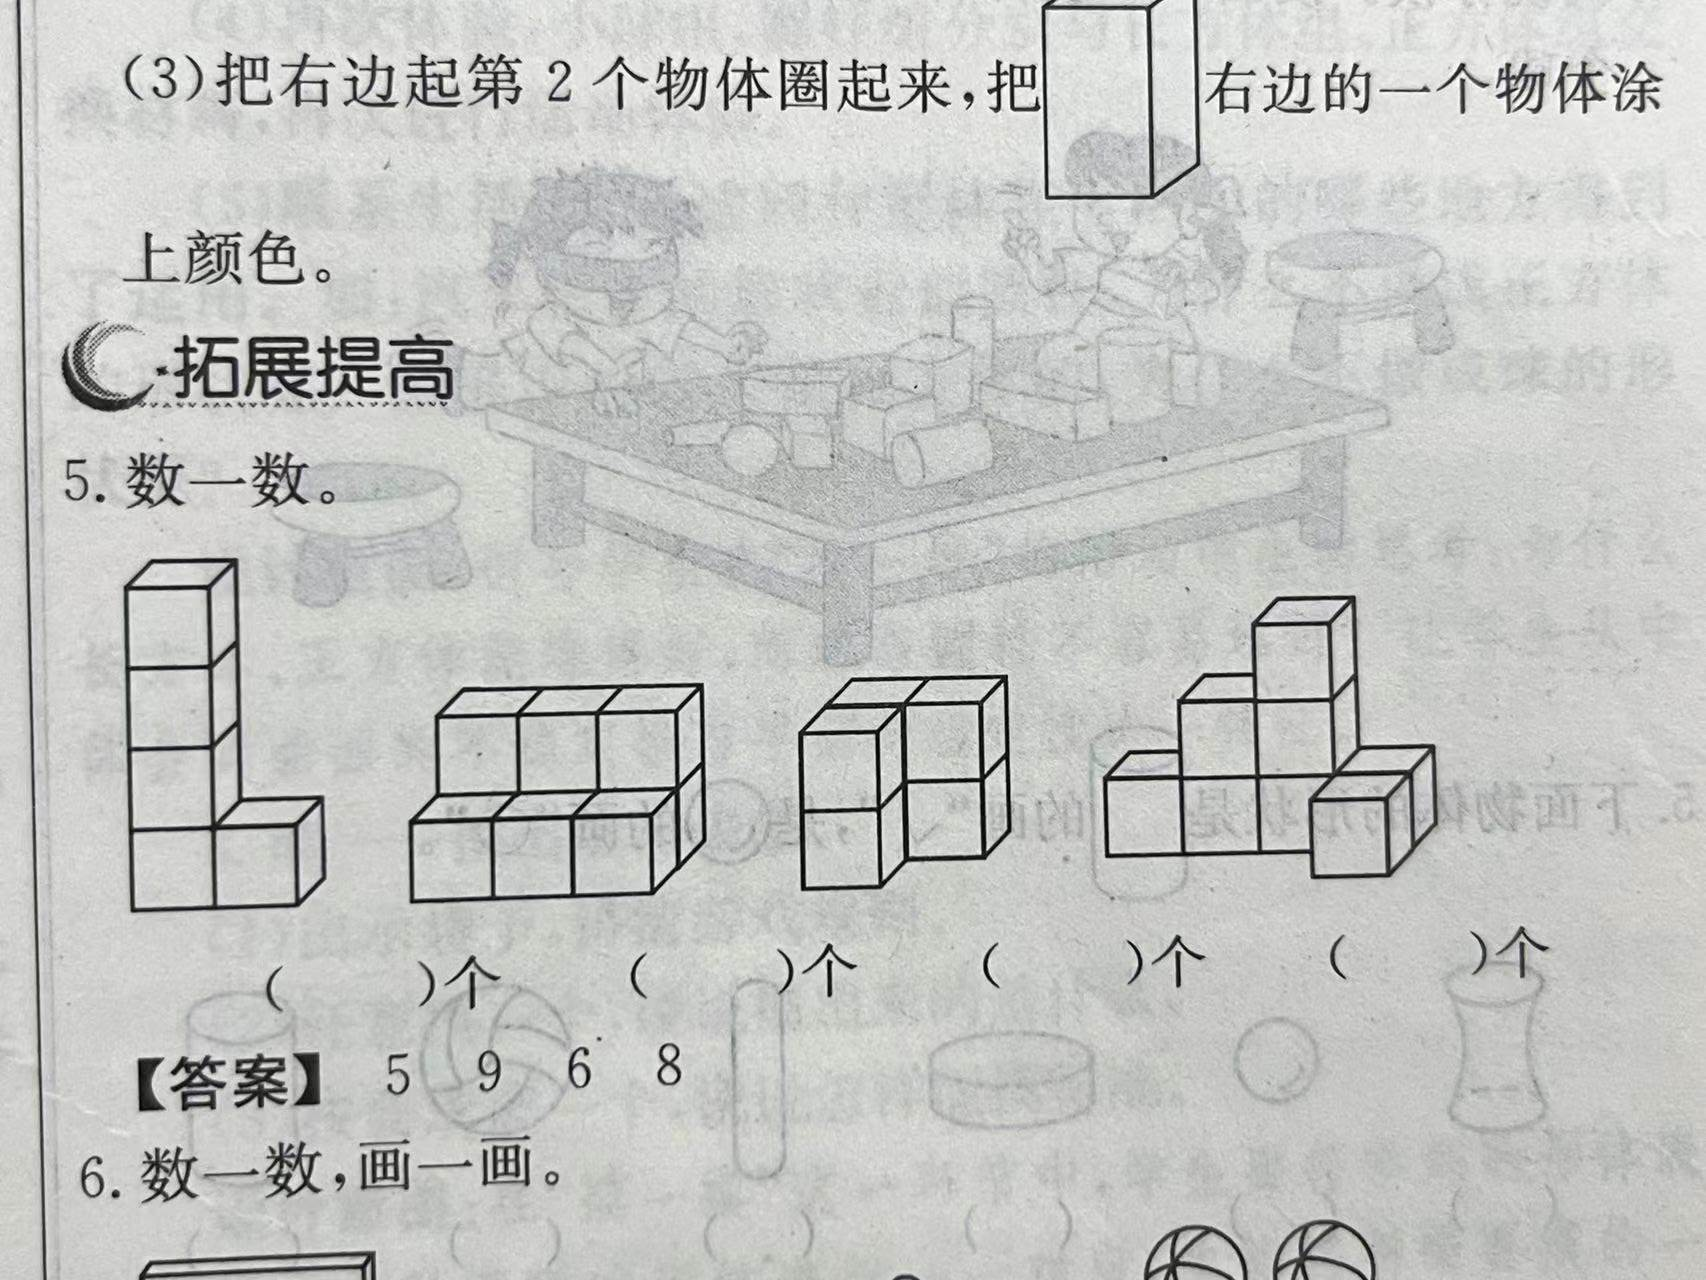 (3)把右边起第 2 个物体圈起来,把 右边的一个物体涂
上颜色。
拓展提高
5. 数一数。
( )个 ( )个 ( )个 ( )个
【答案】 5 9 6 8
6. 数一数,画一画。